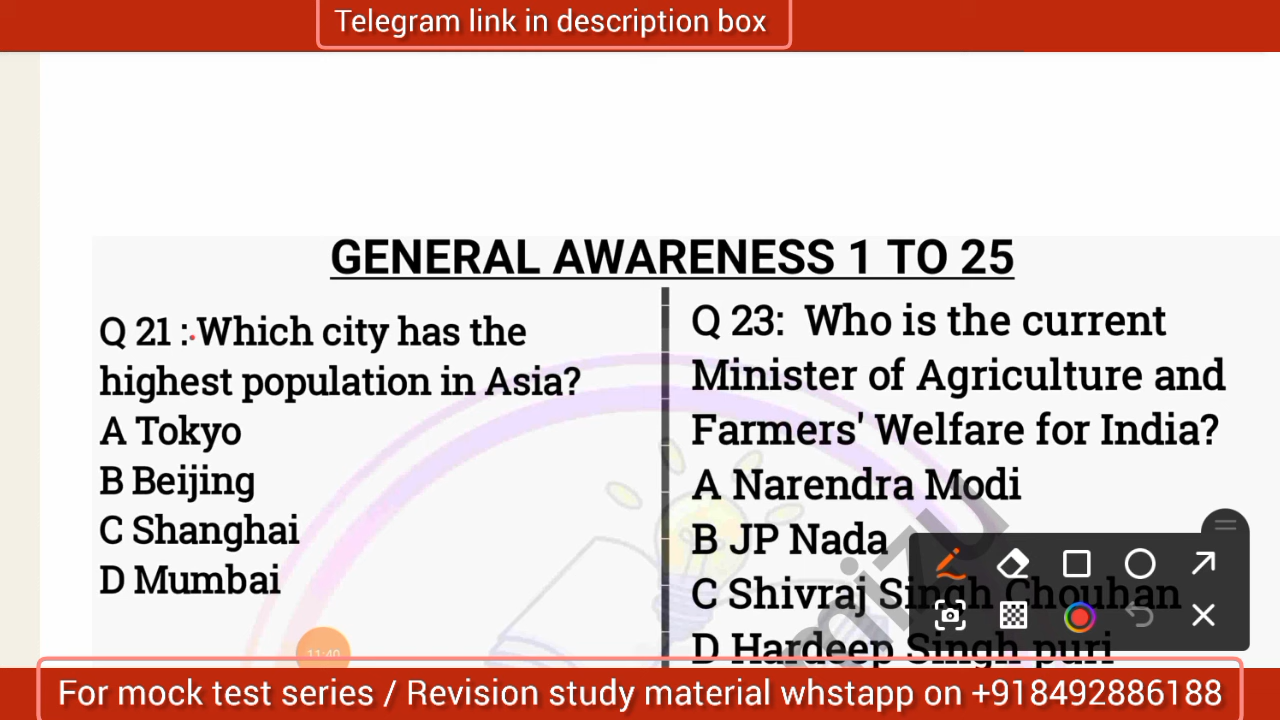 Telegram link in description box
GENERAL AWARENESS 1 TO 25
Q 21 : Which city has the
highest population in Asia?
A Tokyo
B Beijing
C Shanghai
D Mumbai
Q 23: Who is the current
Minister of Agriculture and
Farmers' Welfare for India?
A Narendra Modi
B JP Nada
C Shivraj Singh Chouhan
D Hardeep Singh puri
11:40
For mock test series / Revision study material whstapp on +918492886188